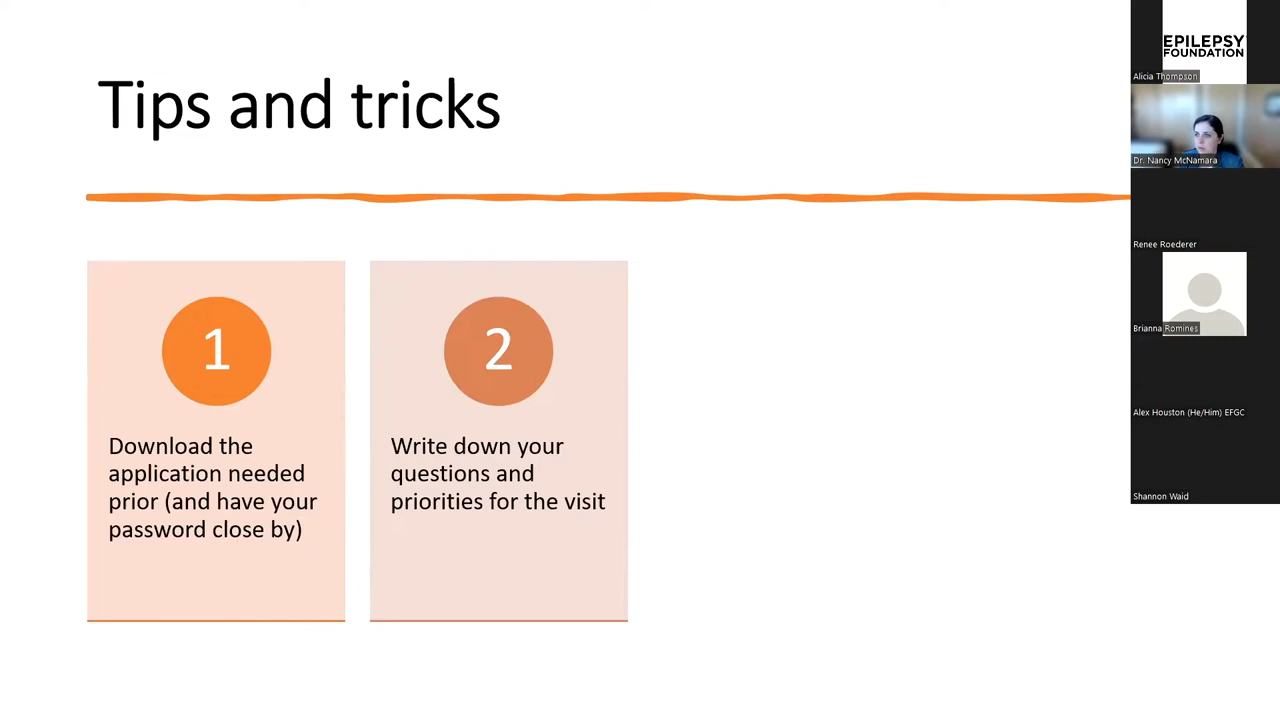 Tips and tricks
1
Download the
application needed
prior (and have your
password close by)
2
Write down your
questions and
priorities for the visit
EPILEPSY
FOUNDATION
Alicia Thompson
Dr. Nancy McNamara
Renee Roederer
Brianna Romines
Alex Houston (He/Him) EFGC
Shannon Waid